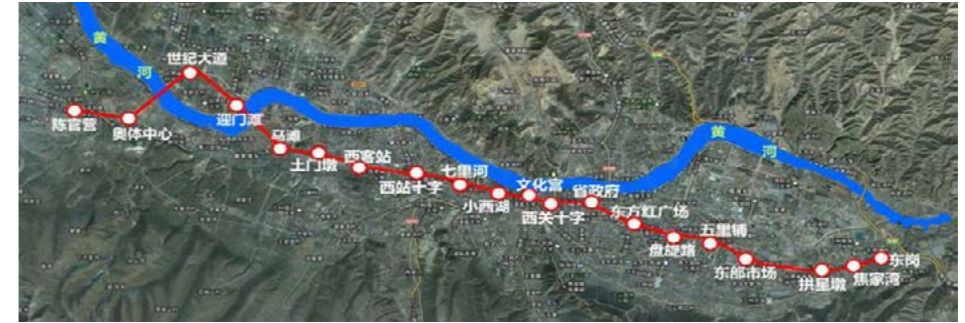 黄
河
世纪大道
陈官营
奥体中心
迎门滩
马滩
土门墩
西客站
西站十字
七里河
小西湖
文化宫
西关十字
省政府
东方红广场
盘旋路
五里铺
东部市场
拱星墩
焦家湾
东岗
黄
河